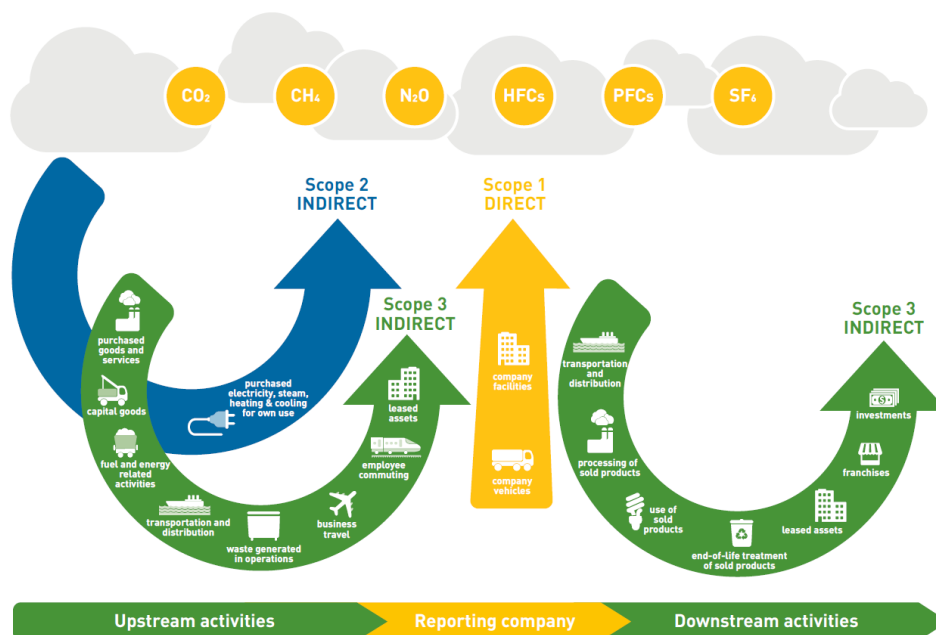 CO₂
CH₄
N₂O
HFCs
PFCs
SF₆
Scope 2
INDIRECT
Scope 1
DIRECT
Scope 3
INDIRECT
Scope 3
INDIRECT
purchased
goods and
services
capital goods
fuel and energy
related
activities
transportation and
distribution
waste generated
in operations
business
travel
employee
commuting
leased
assets
purchased
electricity, steam,
heating & cooling
for own use
company
facilities
company
vehicles
transportation
and
distribution
processing of
sold products
use of
sold
products
end-of-life treatment
of sold products
leased assets
franchises
investments
$
Upstream activities
Reporting company
Downstream activities